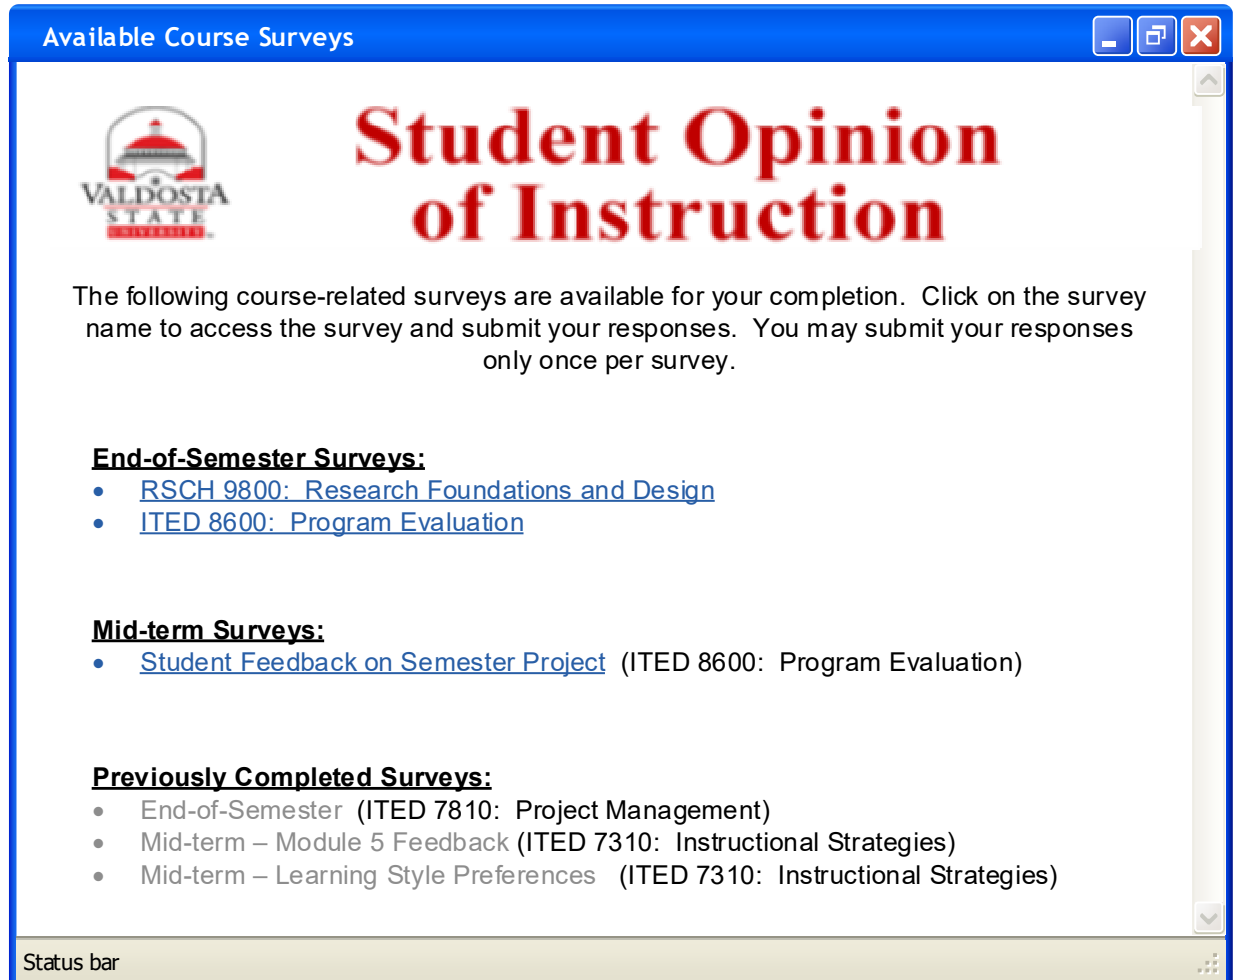 Available Course Surveys
VALDOSTA
STATE
UNIVERSITY
Student Opinion
of Instruction
The following course-related surveys are available for your completion.  Click on the survey
name to access the survey and submit your responses.  You may submit your responses
only once per survey.
End-of-Semester Surveys:
• RSCH 9800:  Research Foundations and Design
• ITED 8600:  Program Evaluation
Mid-term Surveys:
• Student Feedback on Semester Project  (ITED 8600:  Program Evaluation)
Previously Completed Surveys:
• End-of-Semester  (ITED 7810:  Project Management)
• Mid-term – Module 5 Feedback (ITED 7310:  Instructional Strategies)
• Mid-term – Learning Style Preferences   (ITED 7310:  Instructional Strategies)
Status bar